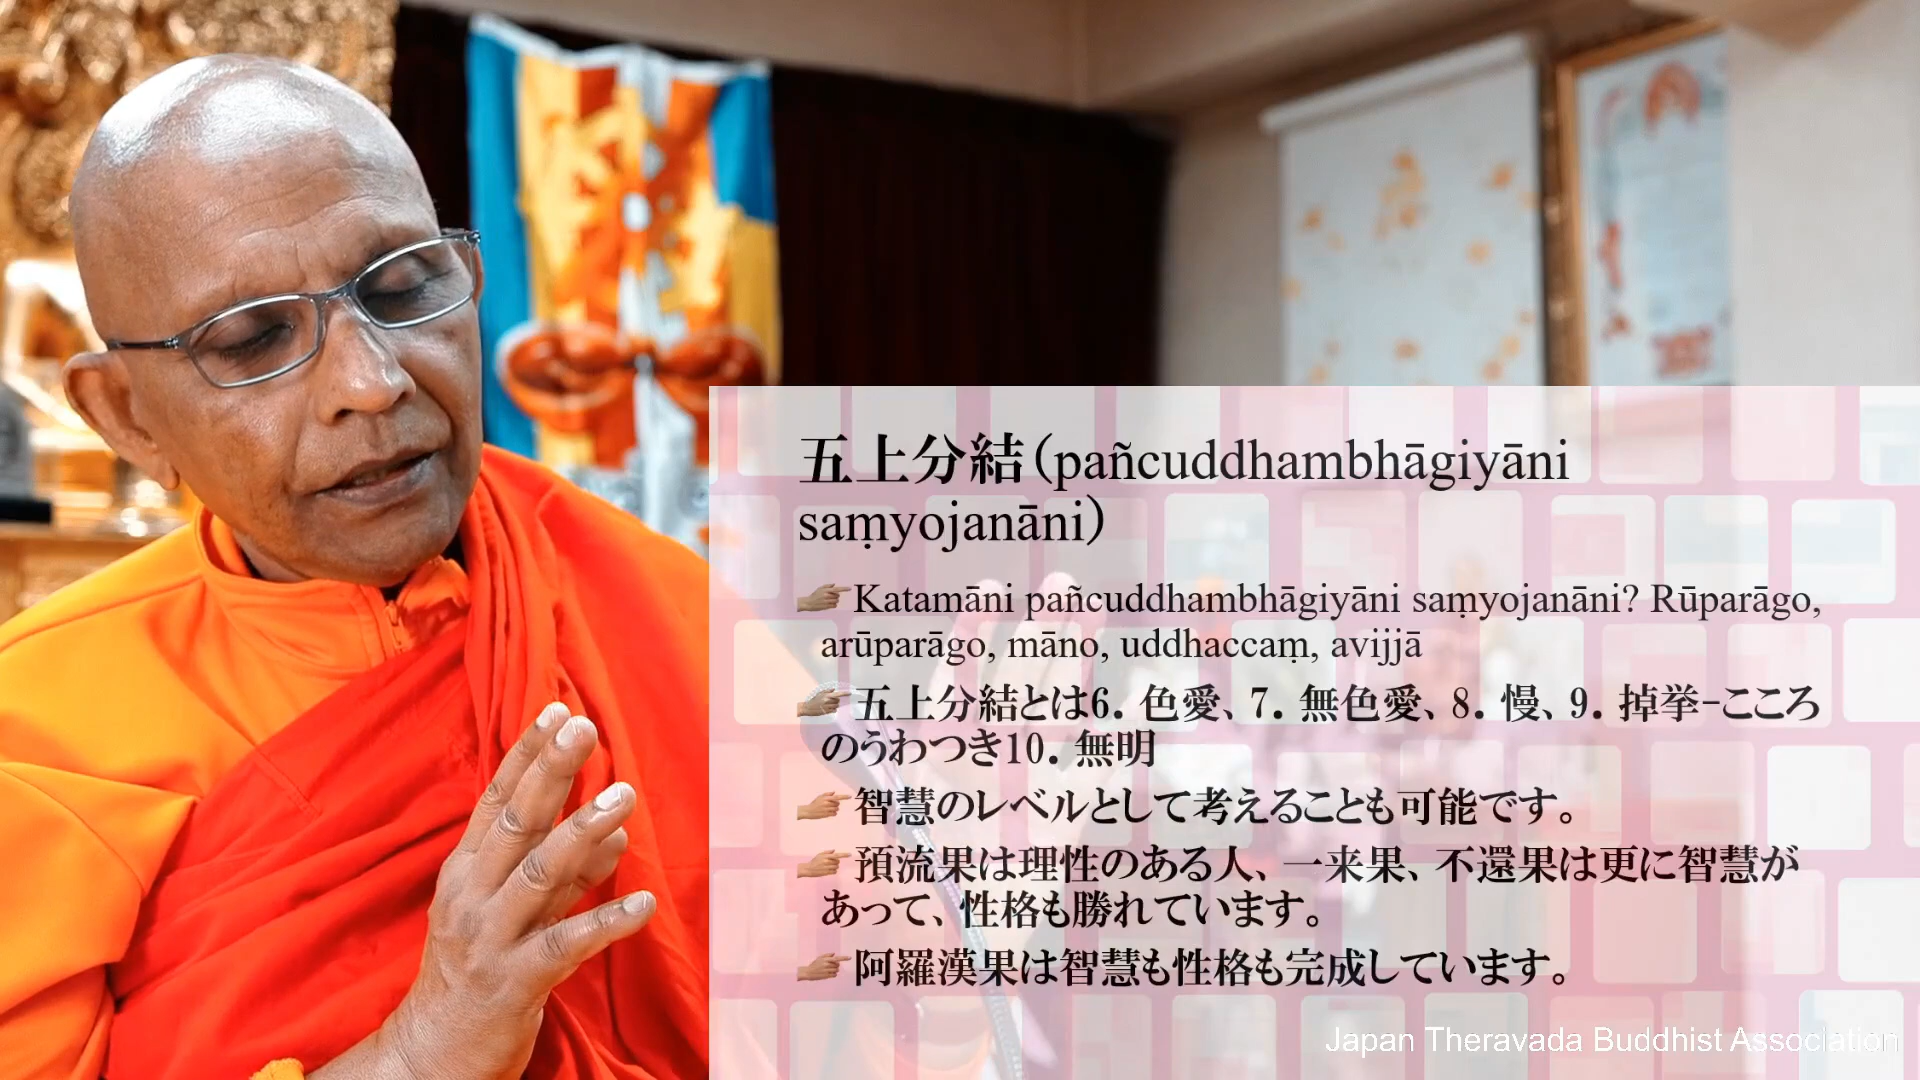 五上分結（pañcuddhambhāgiyāni
saṃyojanāni）
Katamāni pañcuddhambhāgiyāni saṃyojanāni? Rūparāgo,
arūparāgo, māno, uddhaccaṃ, avijjā
五上分結とは6．色愛、7．無色愛、8．慢、9．掉挙−こころ
のうわつき10．無明
智慧のレベルとして考えることも可能です。
預流果は理性のある人、一来果、不還果は更に智慧が
あって、性格も勝れています。
阿羅漢果は智慧も性格も完成しています。
Japan Theravada Buddhist Association